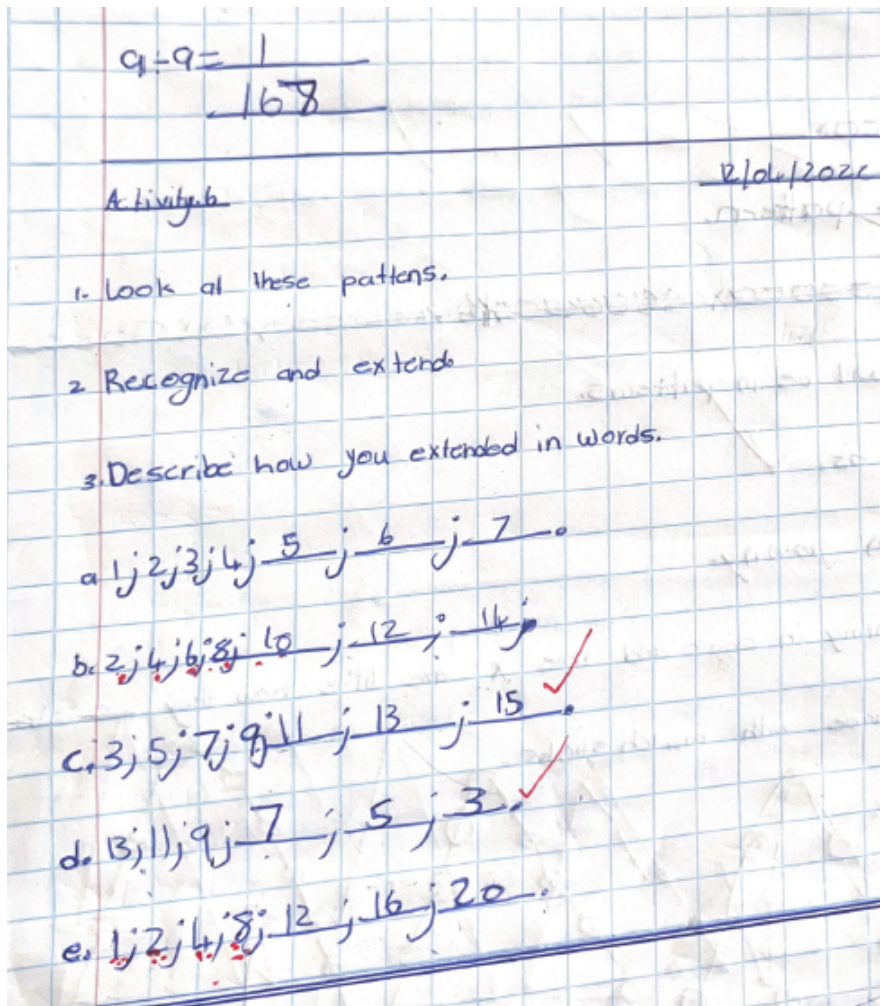 9÷9= 1
168
Activity.6
12/04/202
1. Look at these pattens.
2 Recognize and extend.
3. Describe how you extended in words.
a 1; 2; 3; 4; 5 ; 6 ; 7 .
b. 2; 4; 6; 8; 10 ; 12 ; 14;
c. 3; 5; 7; 9; 11 ; 13 ; 15 .
d. 13; 11; 9; 7 ; 5 ; 3 .
e. 1; 2; 4; 8; 12 ; 16 ; 20 .